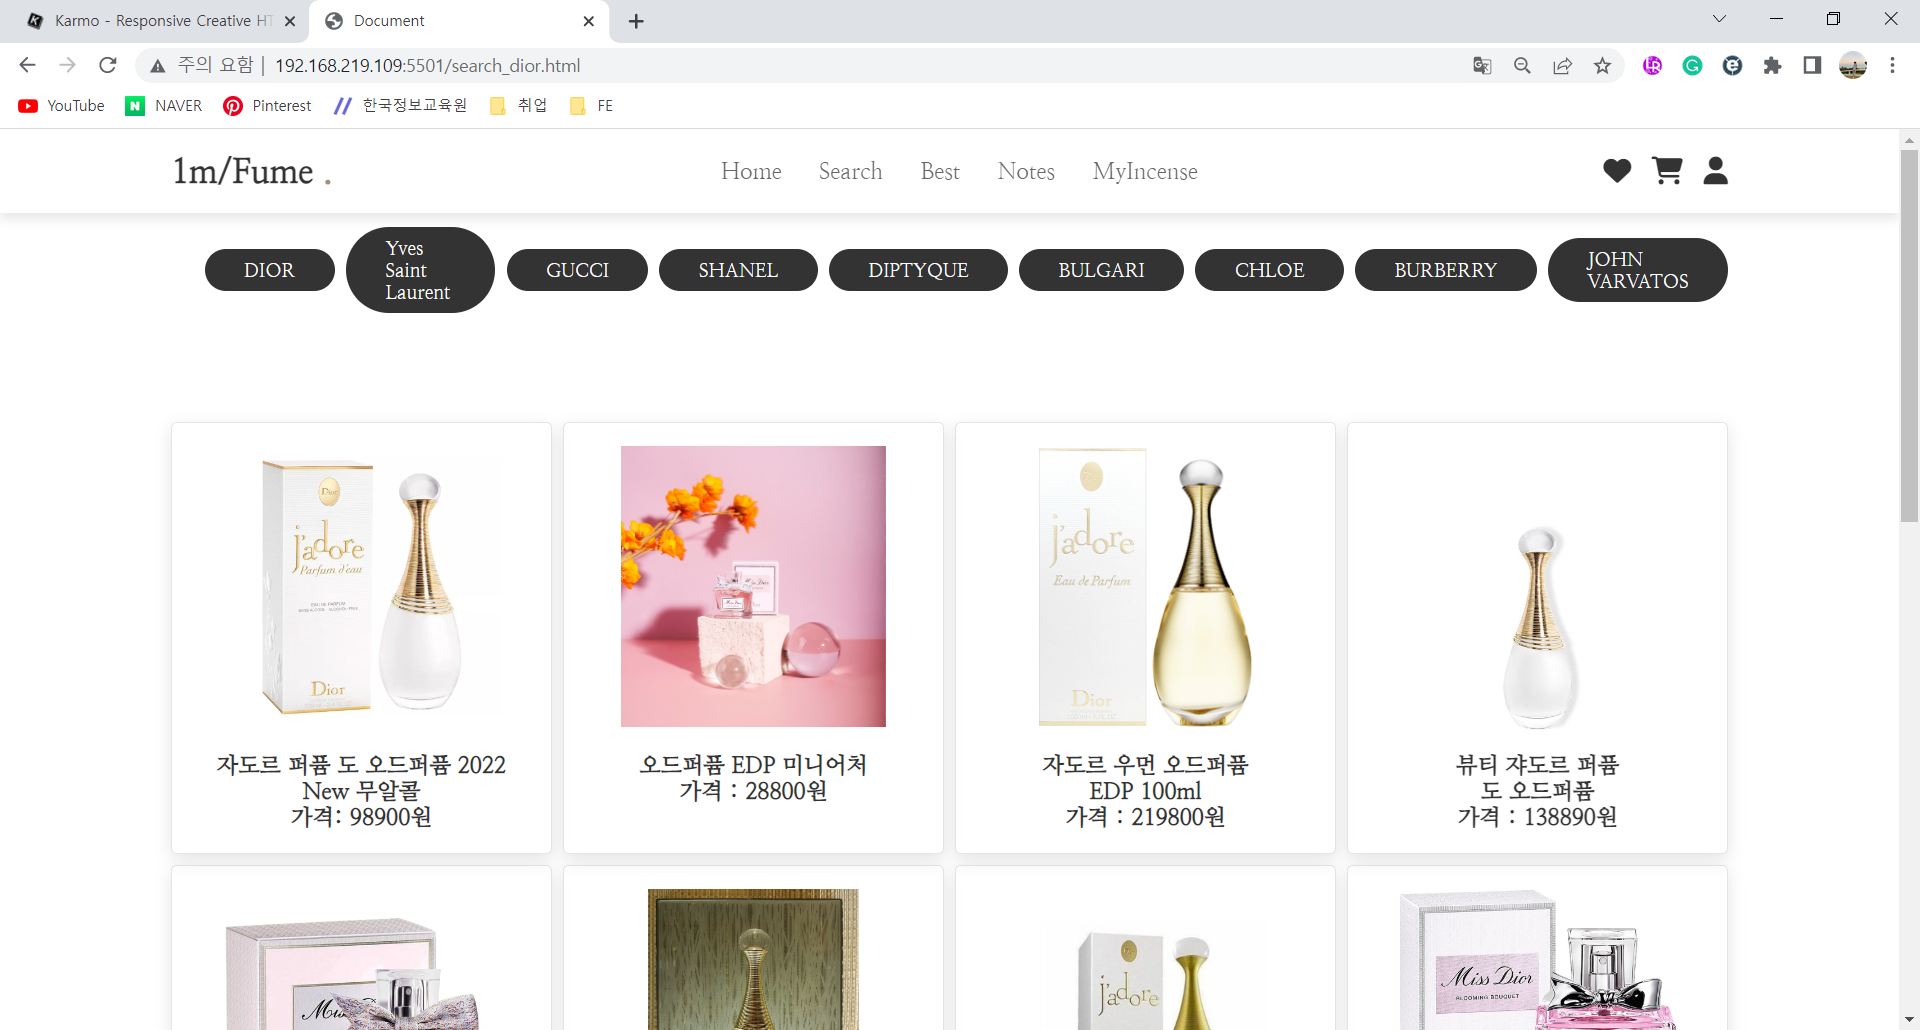 Karmo - Responsive Creative HT
Document
주의 요함 | 192.168.219.109:5501/search_dior.html
YouTube NAVER Pinterest 한국정보교육원 취업 FE
1m/Fume .
Home Search Best Notes MyIncense
DIOR
Yves
Saint
Laurent
GUCCI
SHANEL
DIPTYQUE
BULGARI
CHLOE
BURBERRY
JOHN
VARVATOS
Dior
j'adore
Parfum d'eau
Dior
자도르 퍼퓸 도 오드퍼퓸 2022
New 무알콜
가격: 98900원
Miss Dior
오드퍼퓸 EDP 미니어처
가격 : 28800원
j'adore
Eau de Parfum
Dior
자도르 우먼 오드퍼퓸
EDP 100ml
가격 : 219800원
뷰티 쟈도르 퍼퓸
도 오드퍼퓸
가격 : 138890원
j'adore
Miss Dior
BLOOMING BOUQUET